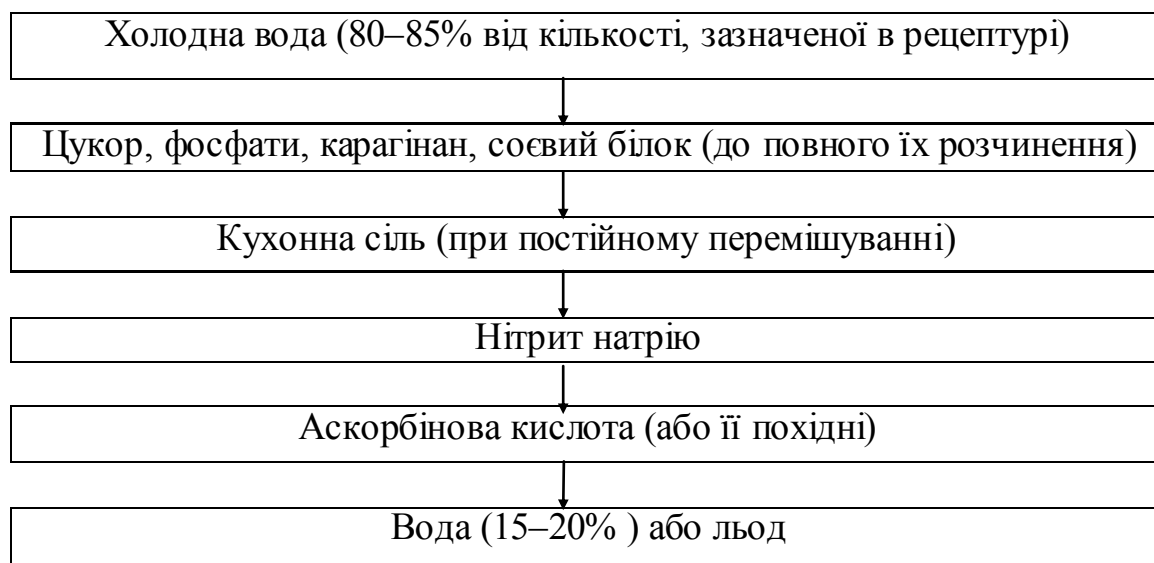 Холодна вода (80–85% від кількості, зазначеної в рецептурі)
Цукор, фосфати, карагінан, соєвий білок (до повного їх розчинення)
Кухонна сіль (при постійному перемішуванні)
Нітрит натрію
Аскорбінова кислота (або її похідні)
Вода (15–20% ) або льод